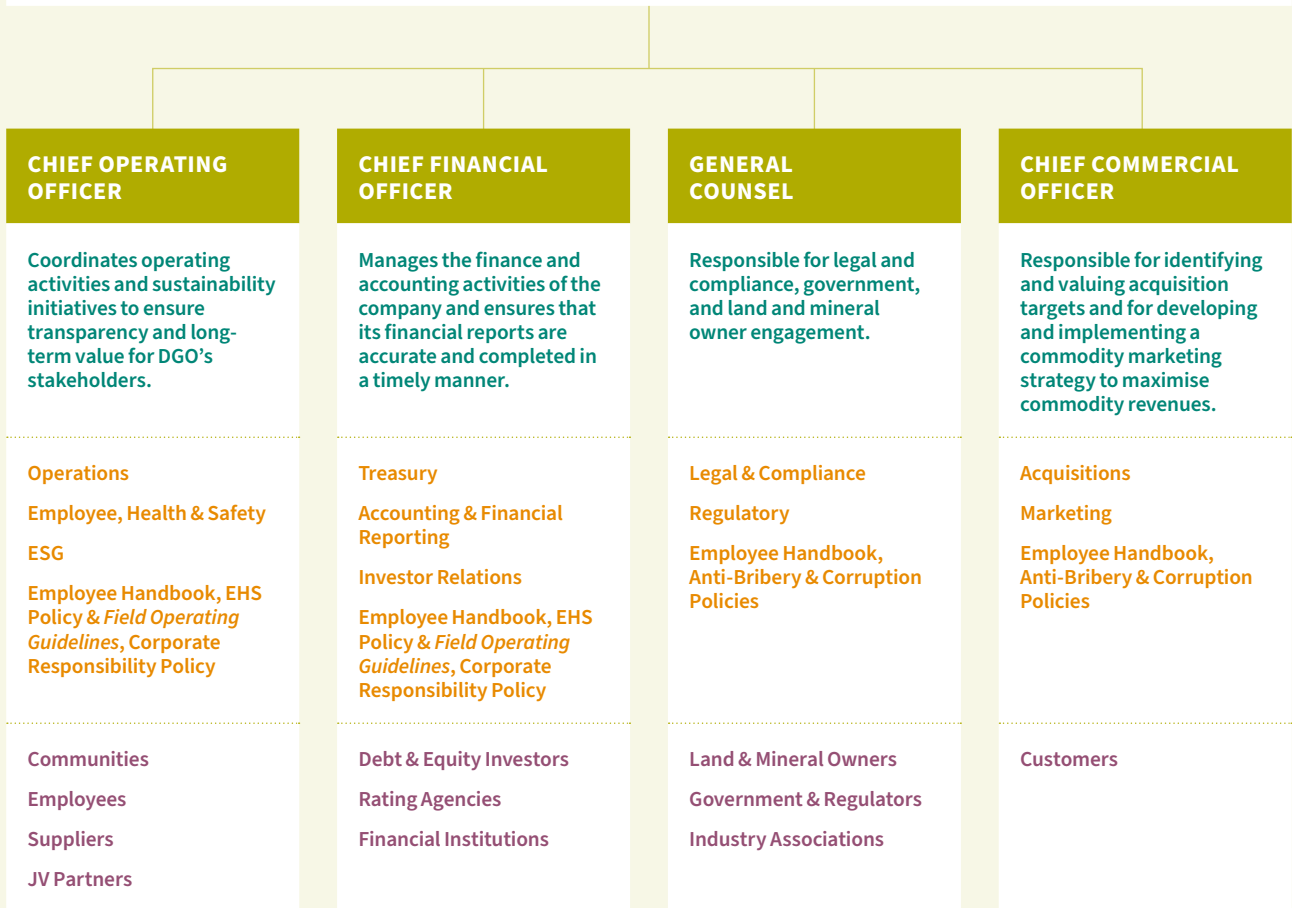 CHIEF OPERATING
OFFICER
Coordinates operating
activities and sustainability
initiatives to ensure
transparency and long-
term value for DGO's
stakeholders.
Operations
Employee, Health & Safety
ESG
Employee Handbook, EHS
Policy & Field Operating
Guidelines, Corporate
Responsibility Policy
Communities
Employees
Suppliers
JV Partners
CHIEF FINANCIAL
OFFICER
Manages the finance and
accounting activities of the
company and ensures that
its financial reports are
accurate and completed in
a timely manner.
Treasury
Accounting & Financial
Reporting
Investor Relations
Employee Handbook, EHS
Policy & Field Operating
Guidelines, Corporate
Responsibility Policy
Debt & Equity Investors
Rating Agencies
Financial Institutions
GENERAL
COUNSEL
Responsible for legal and
compliance, government,
and land and mineral
owner engagement.
Legal & Compliance
Regulatory
Employee Handbook,
Anti-Bribery & Corruption
Policies
Land & Mineral Owners
Government & Regulators
Industry Associations
CHIEF COMMERCIAL
OFFICER
Responsible for identifying
and valuing acquisition
targets and for developing
and implementing a
commodity marketing
strategy to maximise
commodity revenues.
Acquisitions
Marketing
Employee Handbook,
Anti-Bribery & Corruption
Policies
Customers